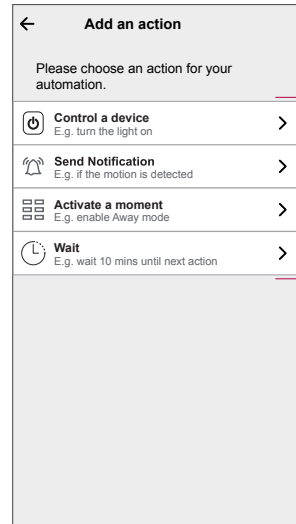 Add an action
Please choose an action for your
automation.
Control a device
E.g. turn the light on
Send Notification
E.g. if the motion is detected
Activate a moment
E.g. enable Away mode
Wait
E.g. wait 10 mins until next action